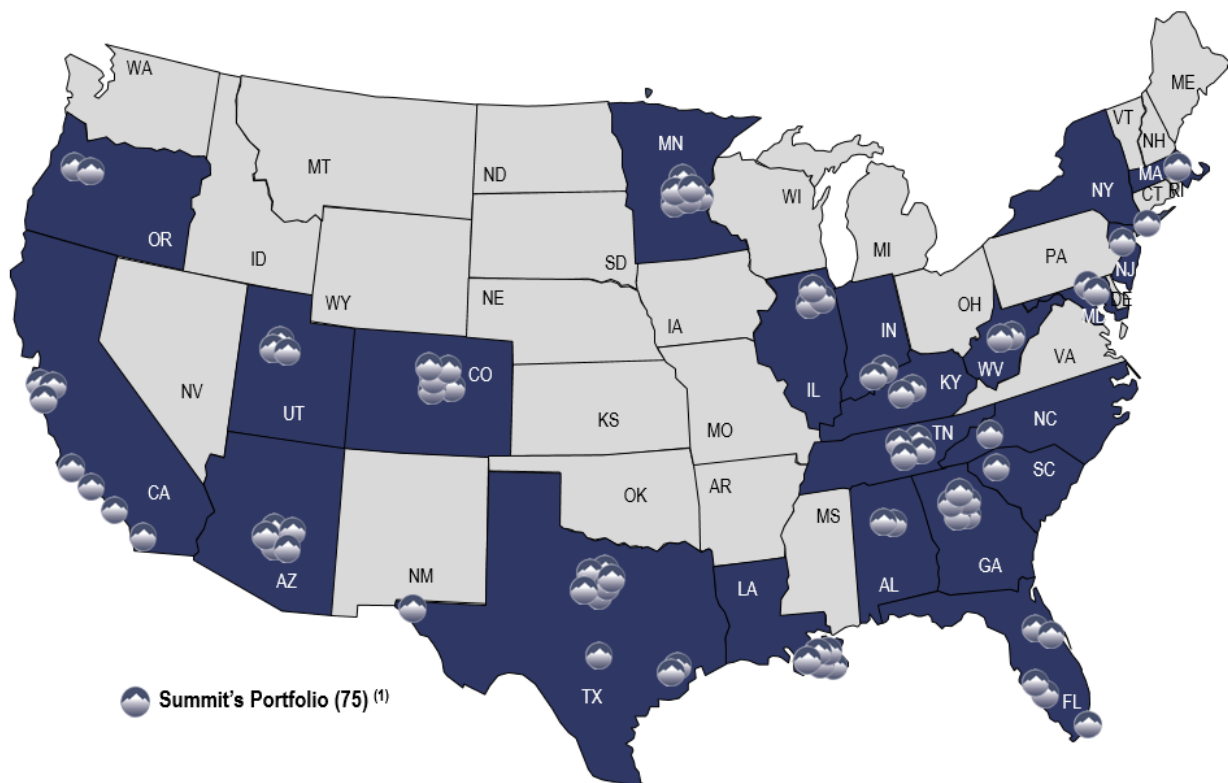 WA
ME
VT
NH
MT
ND
MN
MA
NY
WI
CT
RI
OR
MI
ID
SD
PA
NJ
WY
NE
OH
DE
IA
IN
MD
NV
CO
IL
WV
VA
UT
KY
KS
MO
NC
TN
CA
SC
OK
AR
MS
NM
AZ
GA
AL
LA
Summit's Portfolio (75) (1)
TX
FL